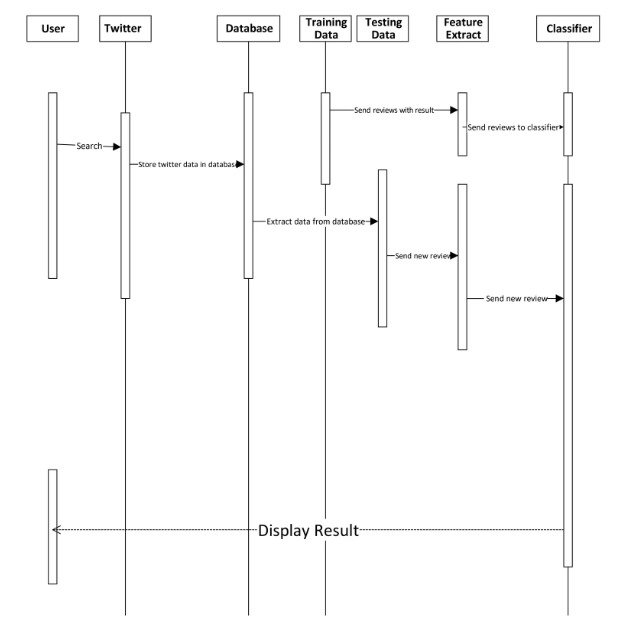 User
Twitter
Database
Training
Data
Testing
Data
Feature
Extract
Classifier
Send reviews with result
Send reviews to classifier
Search
Store twitter data in database
Extract data from database
Send new review
Send new review
Display Result